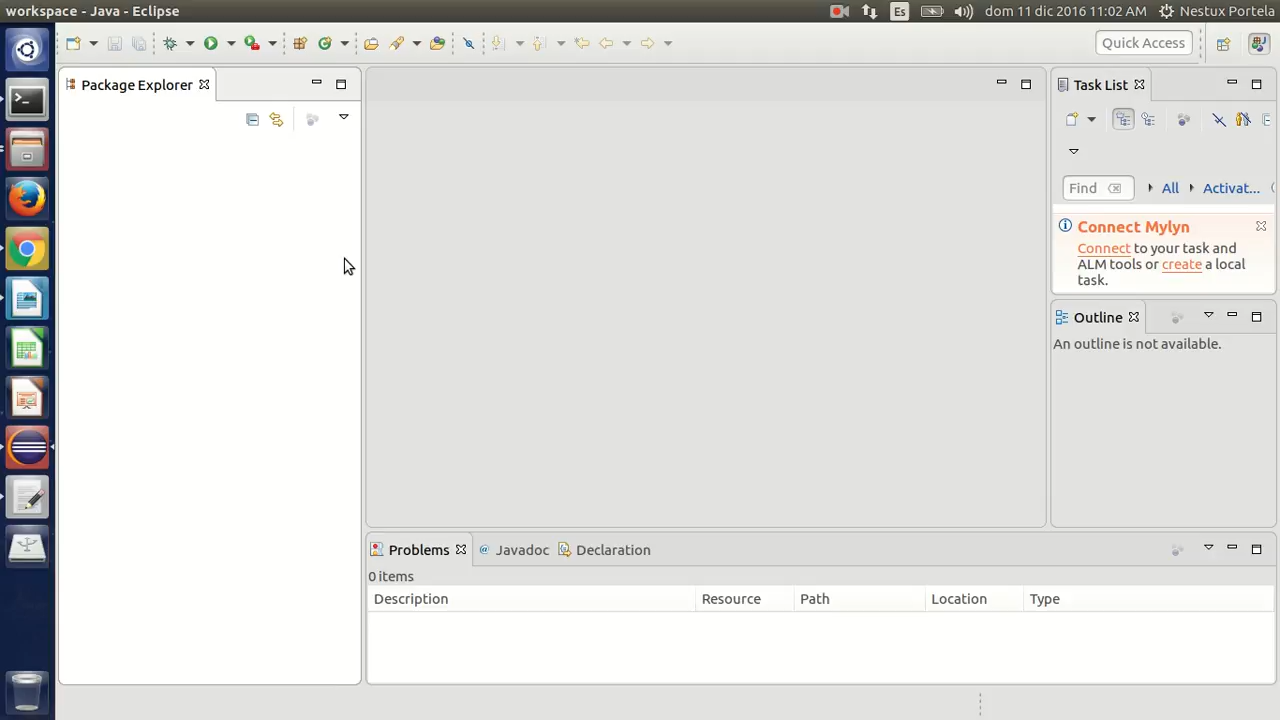 workspace - Java - Eclipse
Es
dom 11 dic 2016 11:02 AM
Nestux Portela
Quick Access
Package Explorer
Task List
Find
All
Activat...
Connect Mylyn
Connect to your task and
ALM tools or create a local
task.
Outline
An outline is not available.
Problems
@ Javadoc
Declaration
0 items
Description
Resource
Path
Location
Type